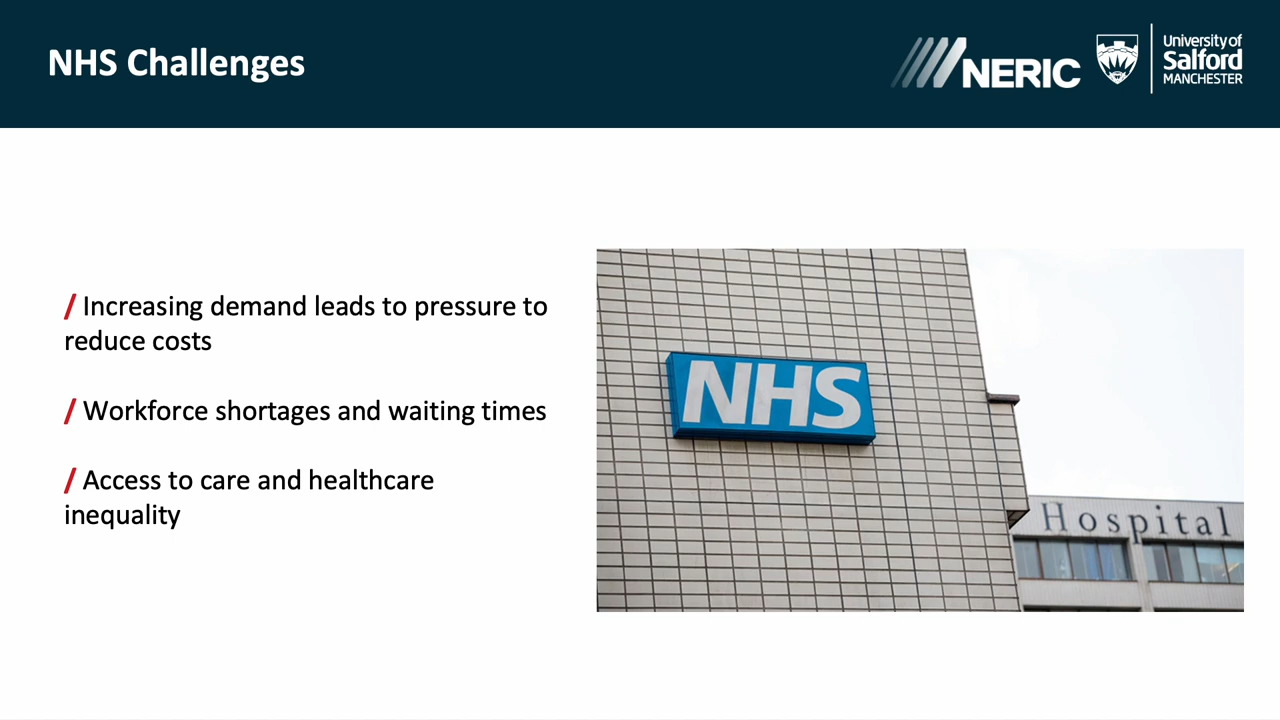 NHS Challenges
NERIC
University of
Salford
MANCHESTER
/ Increasing demand leads to pressure to
reduce costs
/ Workforce shortages and waiting times
/ Access to care and healthcare
inequality
NHS
Hospital